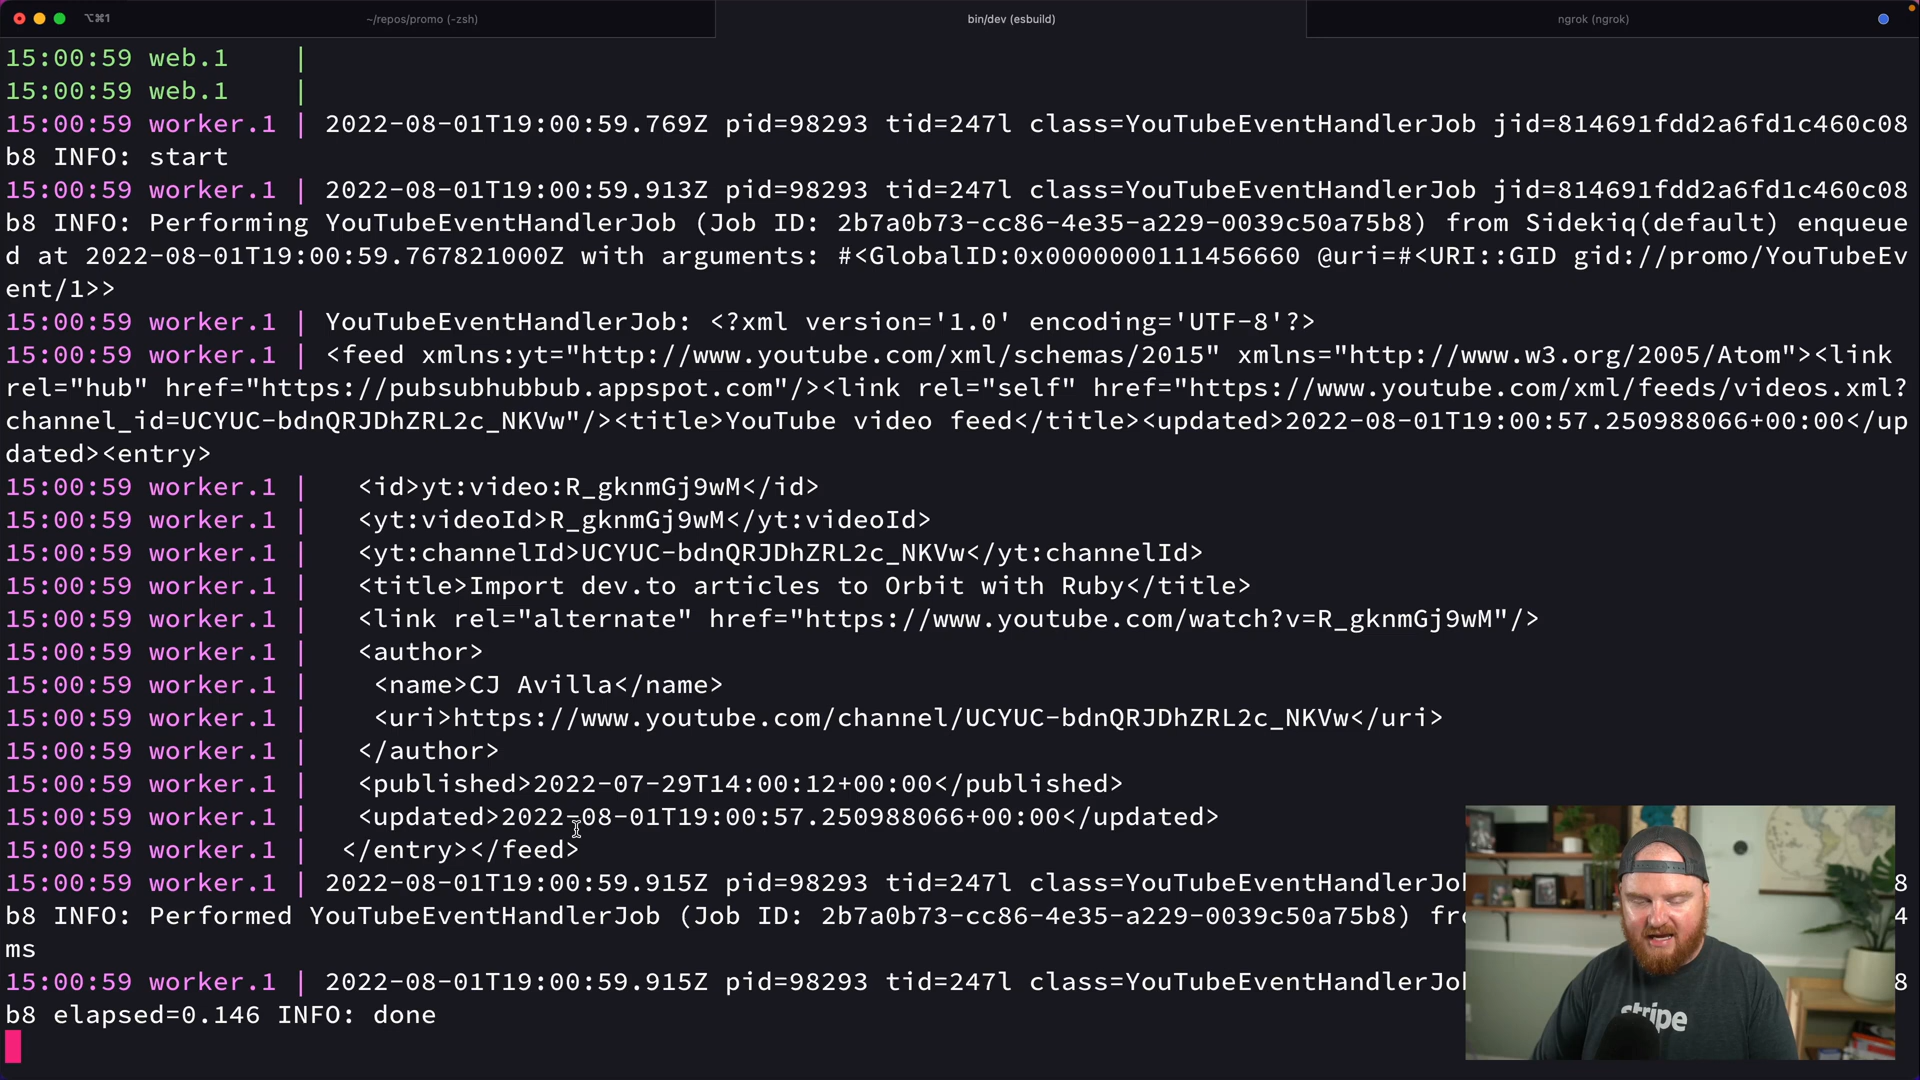 ⌥⌘1
~/repos/promo (-zsh)
bin/dev (esbuild)
ngrok (ngrok)
15:00:59 web.1    |
15:00:59 web.1    |
15:00:59 worker.1 | 2022-08-01T19:00:59.769Z pid=98293 tid=247l class=YouTubeEventHandlerJob jid=814691fdd2a6fd1c460c08
b8 INFO: start
15:00:59 worker.1 | 2022-08-01T19:00:59.913Z pid=98293 tid=247l class=YouTubeEventHandlerJob jid=814691fdd2a6fd1c460c08
b8 INFO: Performing YouTubeEventHandlerJob (Job ID: 2b7a0b73-cc86-4e35-a229-0039c50a75b8) from Sidekiq(default) enqueue
d at 2022-08-01T19:00:59.767821000Z with arguments: #<GlobalID:0x0000000111456660 @uri=#<URI::GID gid://promo/YouTubeEv
ent/1>>
15:00:59 worker.1 | YouTubeEventHandlerJob: <?xml version='1.0' encoding='UTF-8'?>
15:00:59 worker.1 | <feed xmlns:yt="http://www.youtube.com/xml/schemas/2015" xmlns="http://www.w3.org/2005/Atom"><link
rel="hub" href="https://pubsubhubbub.appspot.com"/><link rel="self" href="https://www.youtube.com/xml/feeds/videos.xml?
channel_id=UCYUC-bdnQRJDhZRL2c_NKVw"/><title>YouTube video feed</title><updated>2022-08-01T19:00:57.250988066+00:00</up
dated><entry>
15:00:59 worker.1 |   <id>yt:video:R_gknmGj9wM</id>
15:00:59 worker.1 |   <yt:videoId>R_gknmGj9wM</yt:videoId>
15:00:59 worker.1 |   <yt:channelId>UCYUC-bdnQRJDhZRL2c_NKVw</yt:channelId>
15:00:59 worker.1 |   <title>Import dev.to articles to Orbit with Ruby</title>
15:00:59 worker.1 |   <link rel="alternate" href="https://www.youtube.com/watch?v=R_gknmGj9wM"/>
15:00:59 worker.1 |   <author>
15:00:59 worker.1 |    <name>CJ Avilla</name>
15:00:59 worker.1 |    <uri>https://www.youtube.com/channel/UCYUC-bdnQRJDhZRL2c_NKVw</uri>
15:00:59 worker.1 |   </author>
15:00:59 worker.1 |   <published>2022-07-29T14:00:12+00:00</published>
15:00:59 worker.1 |   <updated>2022-08-01T19:00:57.250988066+00:00</updated>
15:00:59 worker.1 |  </entry></feed>
15:00:59 worker.1 | 2022-08-01T19:00:59.915Z pid=98293 tid=247l class=YouTubeEventHandlerJo 8
b8 INFO: Performed YouTubeEventHandlerJob (Job ID: 2b7a0b73-cc86-4e35-a229-0039c50a75b8) fr 4
ms
15:00:59 worker.1 | 2022-08-01T19:00:59.915Z pid=98293 tid=247l class=YouTubeEventHandlerJo 8
b8 elapsed=0.146 INFO: done
stripe